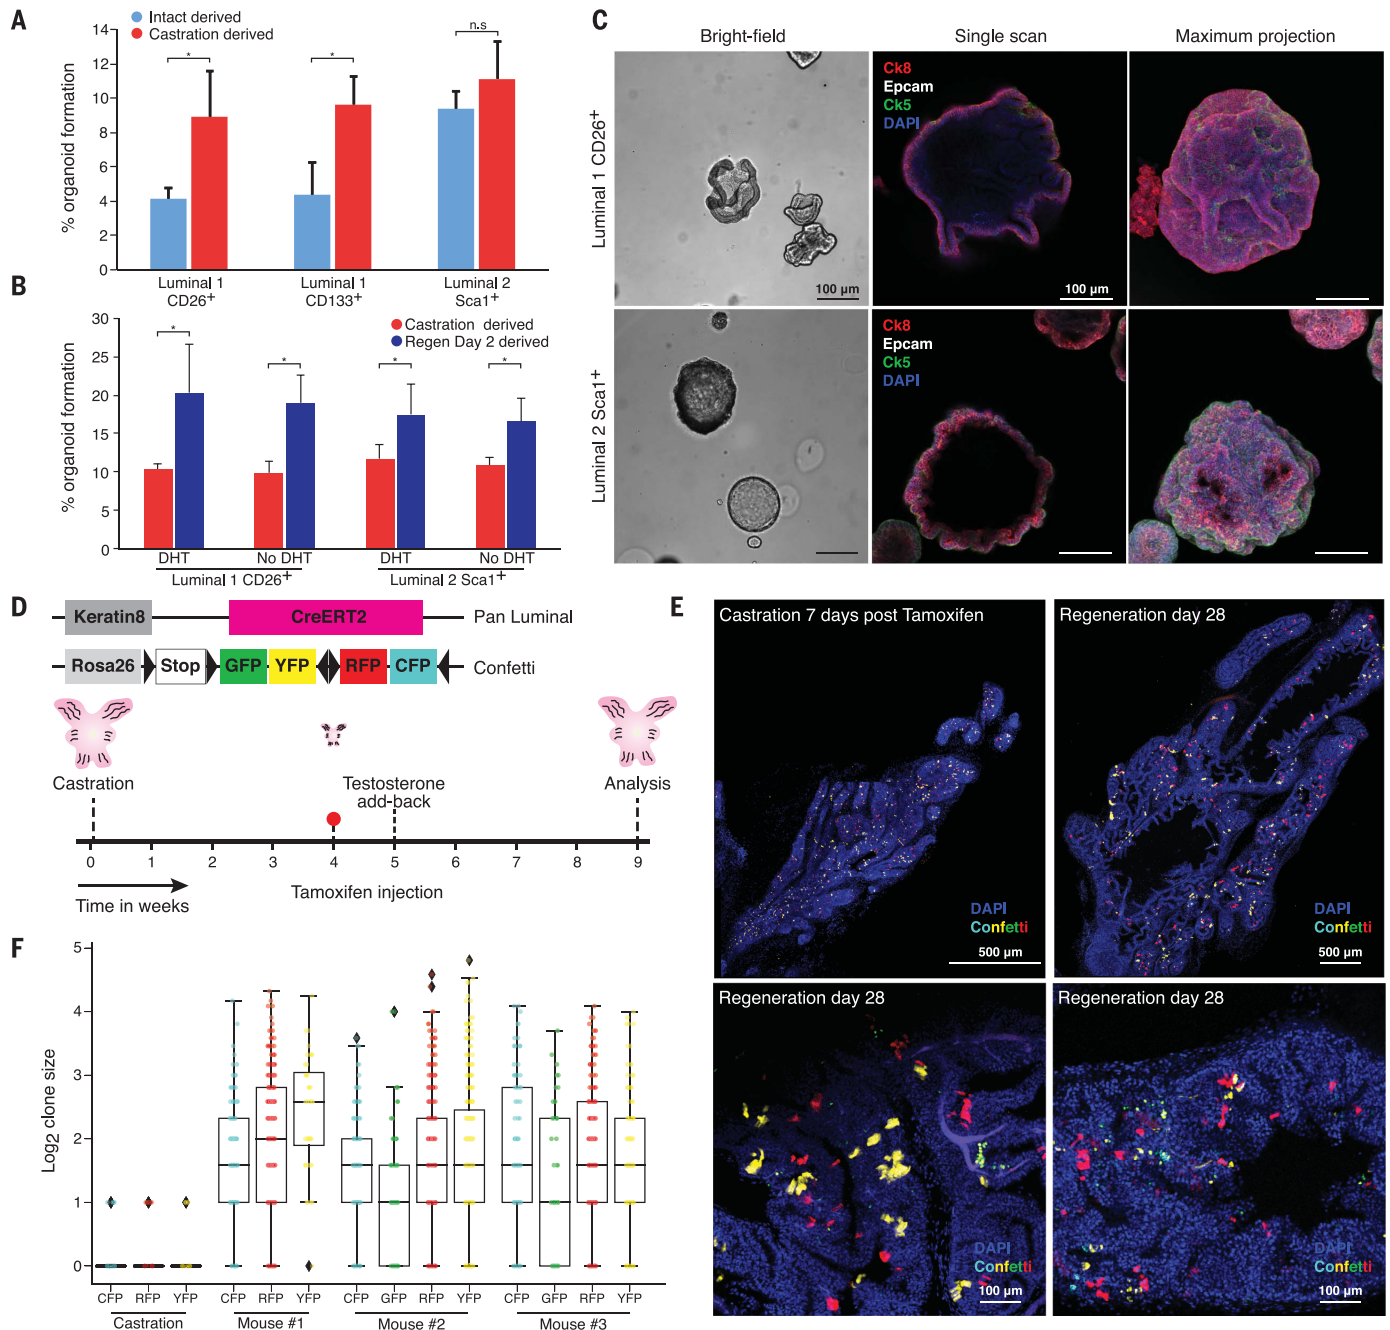 A
Intact derived
Castration derived
% organoid formation
14
12
10
8
6
4
2
0
*
*
n.s
Luminal 1
CD26+
Luminal 1
CD133+
Luminal 2
Sca1+
B
Castration derived
Regen Day 2 derived
% organoid formation
30
25
20
15
10
5
0
*
*
*
*
DHT
No DHT
DHT
No DHT
Luminal 1 CD26+
Luminal 2 Sca1+
C
Bright-field
Single scan
Maximum projection
Luminal 1 CD26+
100 µm
Ck8
Epcam
Ck5
DAPI
100 µm
Luminal 2 Sca1+
Ck8
Epcam
Ck5
DAPI
D
Keratin8
CreERT2
Pan Luminal
Rosa26
Stop
GFP
YFP
RFP
CFP
Confetti
Castration
Testosterone
add-back
Analysis
0 1 2 3 4 5 6 7 8 9
Time in weeks
Tamoxifen injection
E
Castration 7 days post Tamoxifen
DAPI
Confetti
500 µm
Regeneration day 28
DAPI
Confetti
500 µm
Regeneration day 28
DAPI
Confetti
100 µm
Regeneration day 28
DAPI
Confetti
100 µm
F
Log2 clone size
5
4
3
2
1
0
CFP RFP YFP CFP RFP YFP CFP GFP RFP YFP CFP GFP RFP YFP
Castration
Mouse #1
Mouse #2
Mouse #3